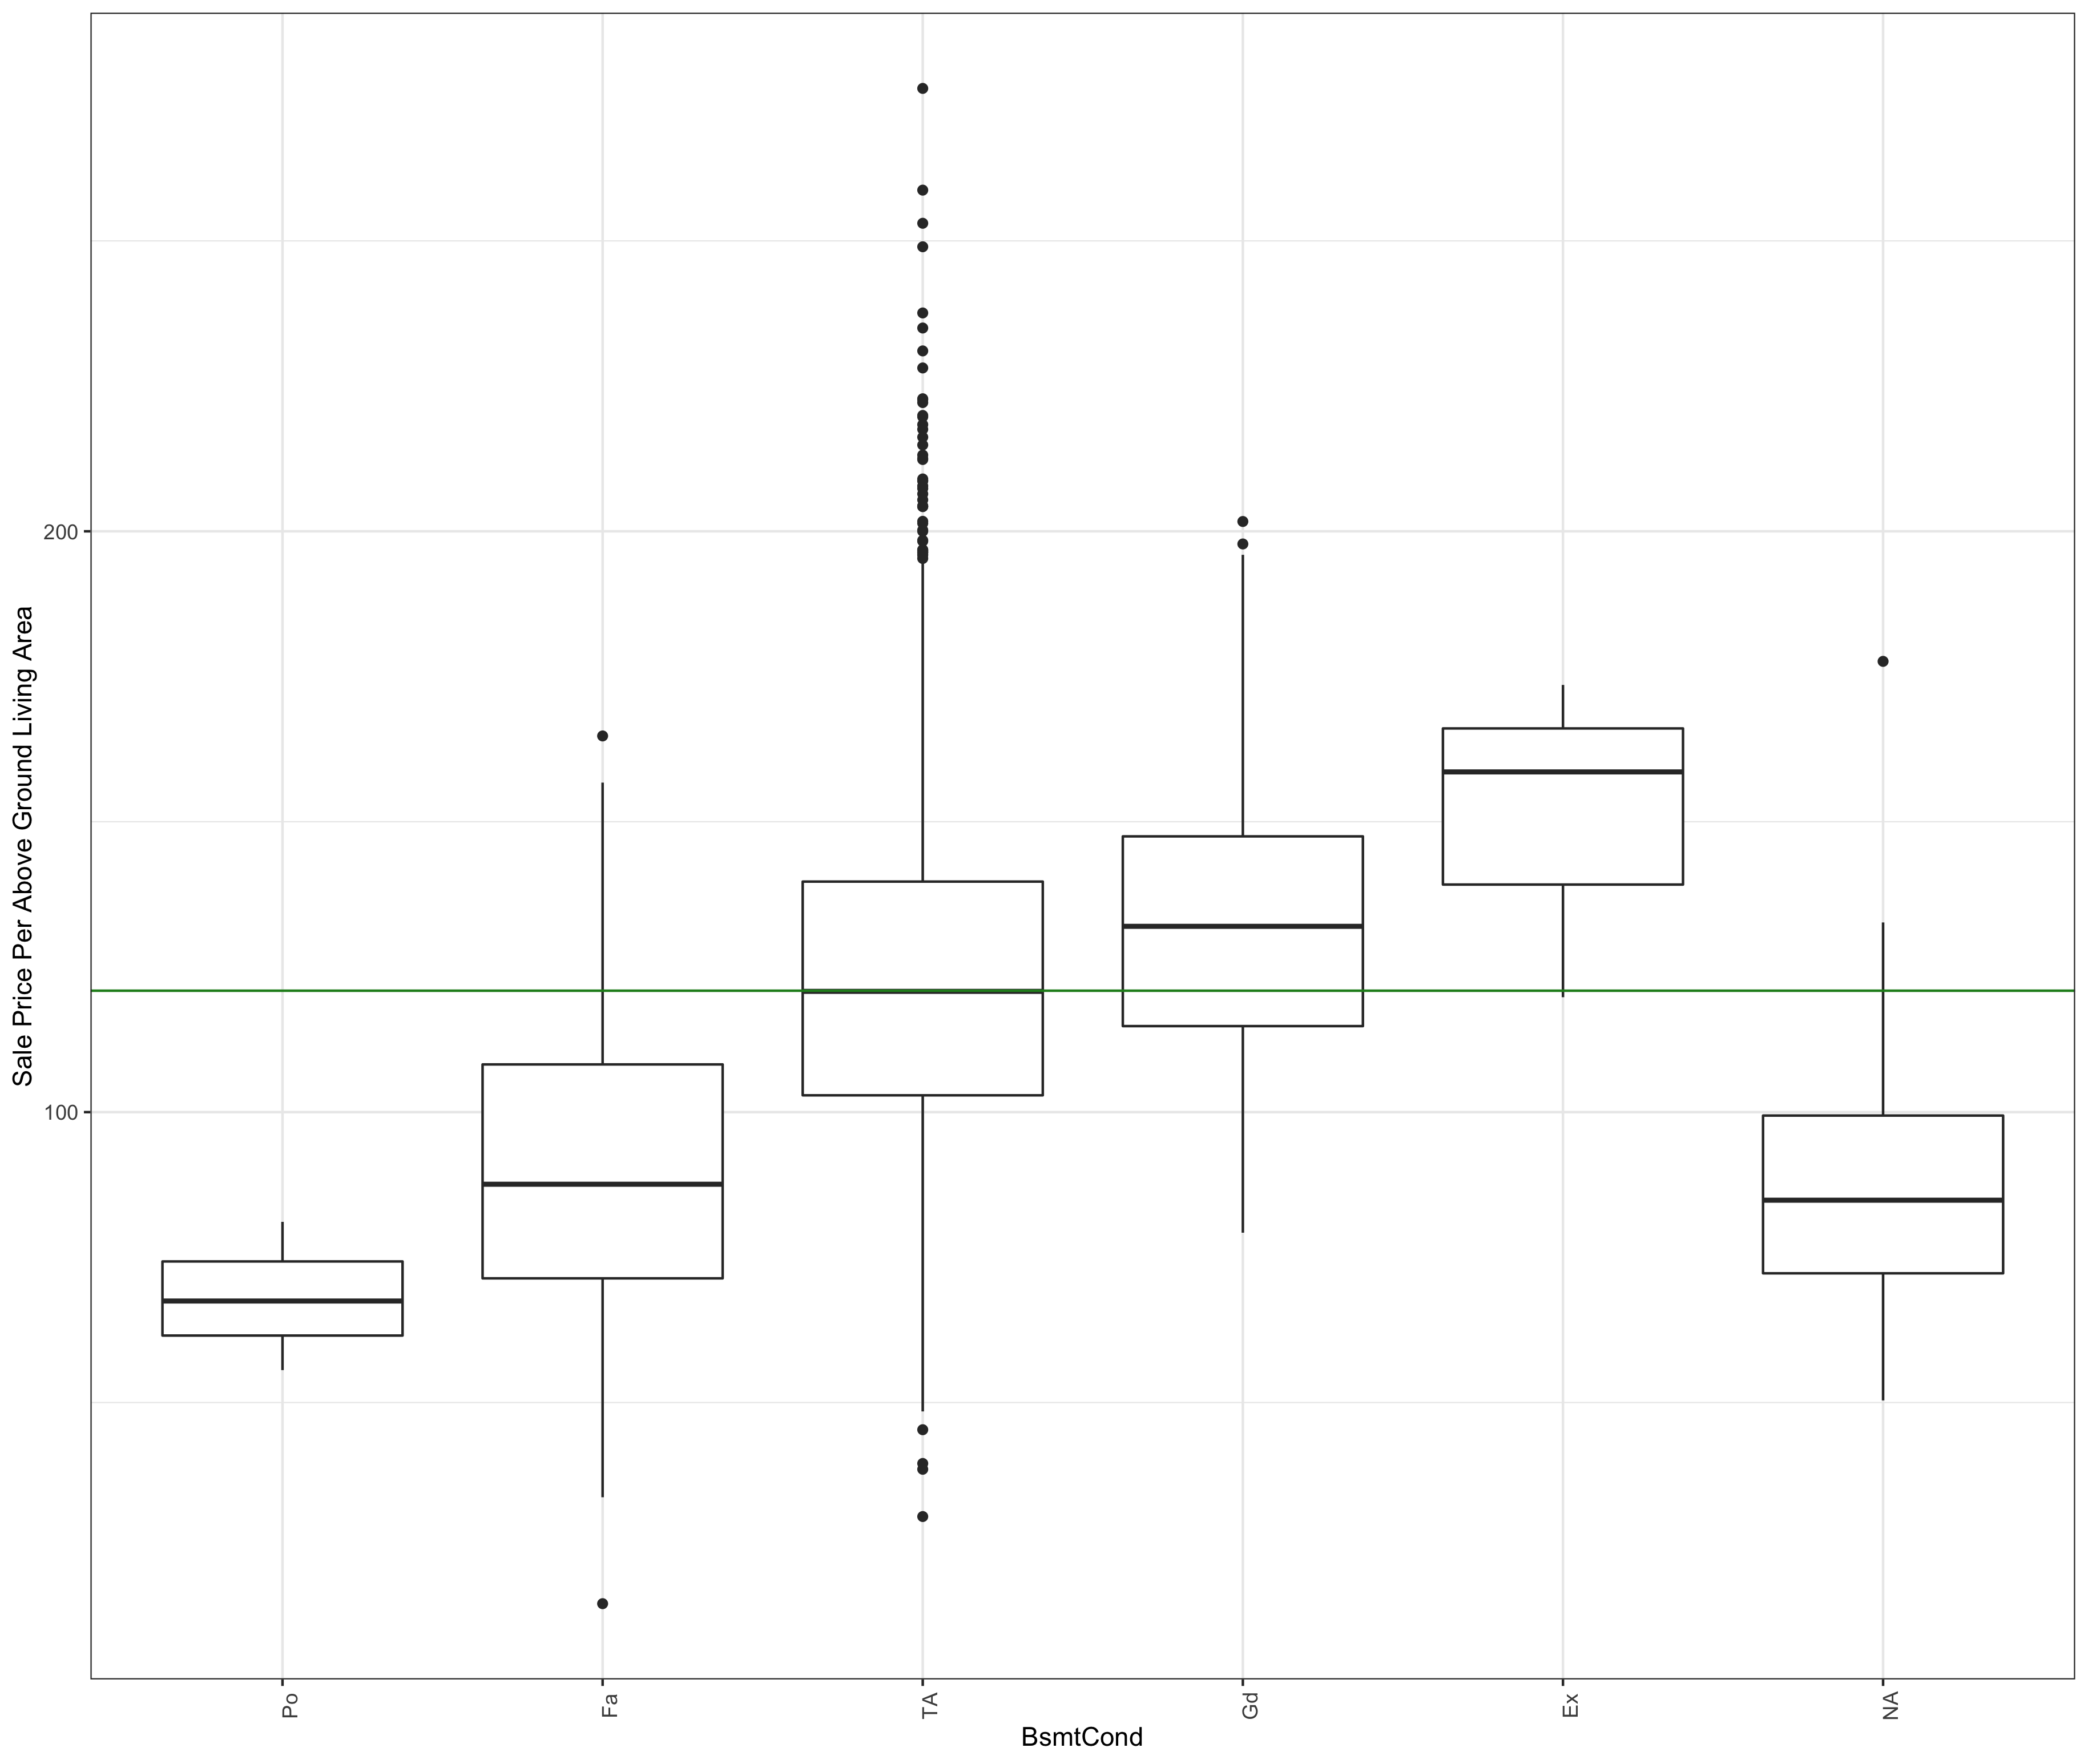 Sale Price Per Above Ground Living Area
200
100
Po
Fa
TA
Gd
Ex
NA
BsmtCond